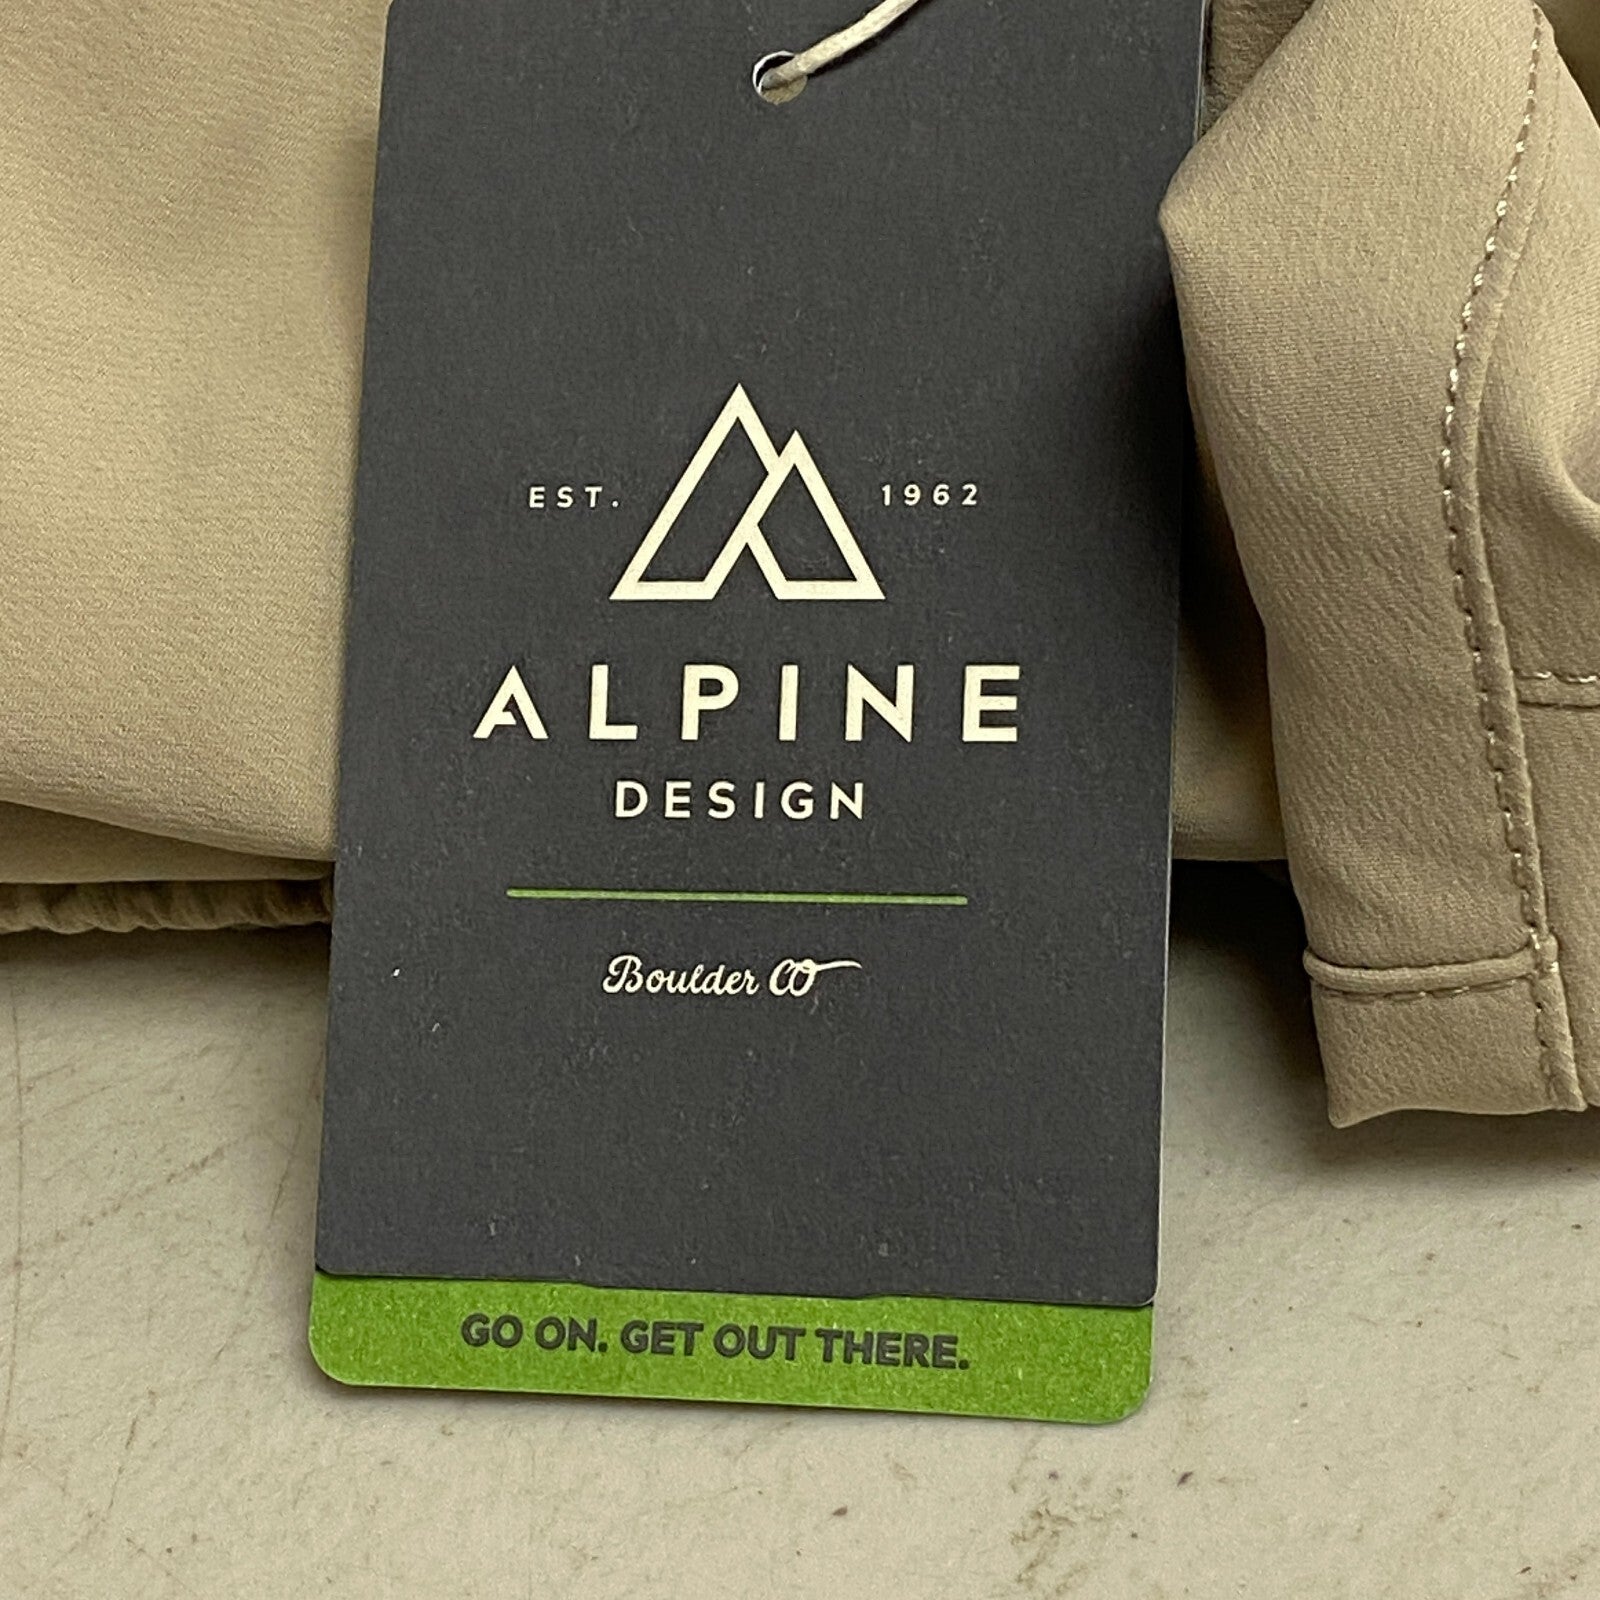 EST. 1962
ALPINE
DESIGN
Boulder CO
GO ON. GET OUT THERE.